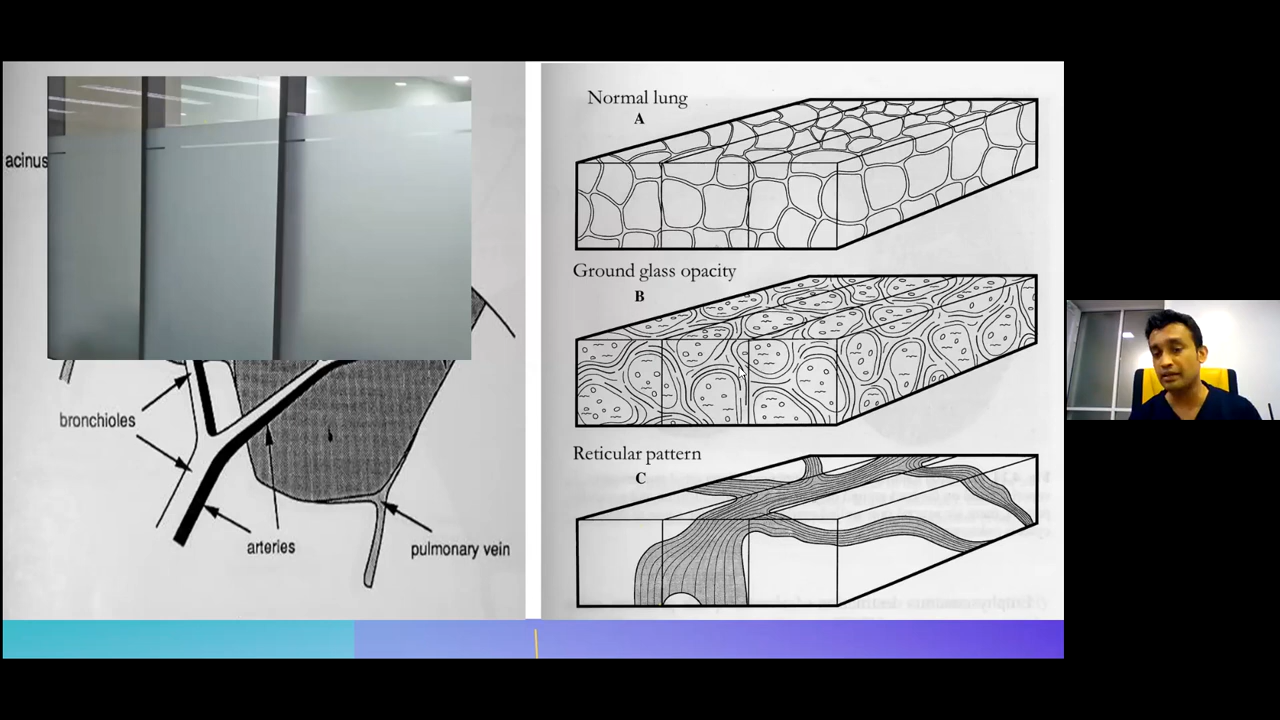 acinus
bronchioles
arteries
pulmonary vein
Normal lung
A
Ground glass opacity
B
Reticular pattern
C